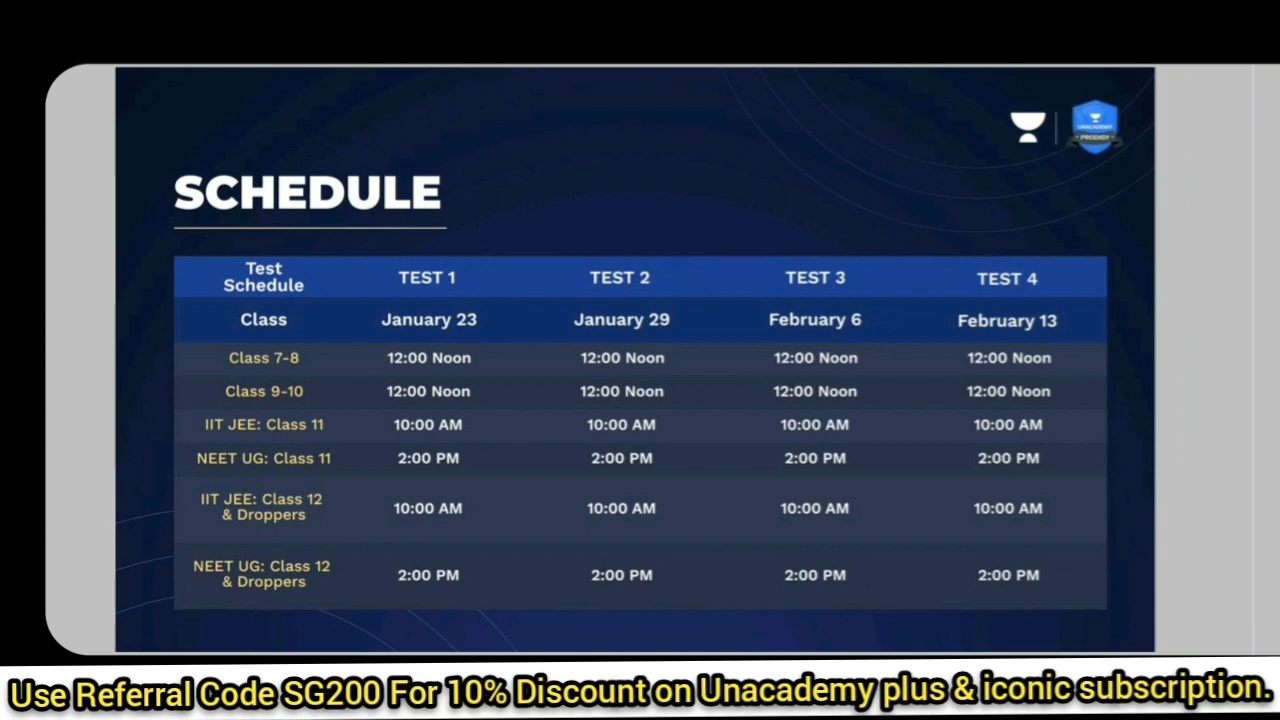 UNACADEMY
PRODIGY
SCHEDULE
Test Schedule TEST 1 TEST 2 TEST 3 TEST 4
Class January 23 January 29 February 6 February 13
Class 7-8 12:00 Noon 12:00 Noon 12:00 Noon 12:00 Noon
Class 9-10 12:00 Noon 12:00 Noon 12:00 Noon 12:00 Noon
IIT JEE: Class 11 10:00 AM 10:00 AM 10:00 AM 10:00 AM
NEET UG: Class 11 2:00 PM 2:00 PM 2:00 PM 2:00 PM
IIT JEE: Class 12 & Droppers 10:00 AM 10:00 AM 10:00 AM 10:00 AM
NEET UG: Class 12 & Droppers 2:00 PM 2:00 PM 2:00 PM 2:00 PM
Use Referral Code SG200 For 10% Discount on Unacademy plus & iconic subscription.